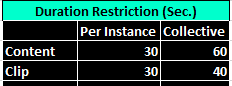 Duration Restriction (Sec.)
Per Instance Collective
Content 30 60
Clip 30 40